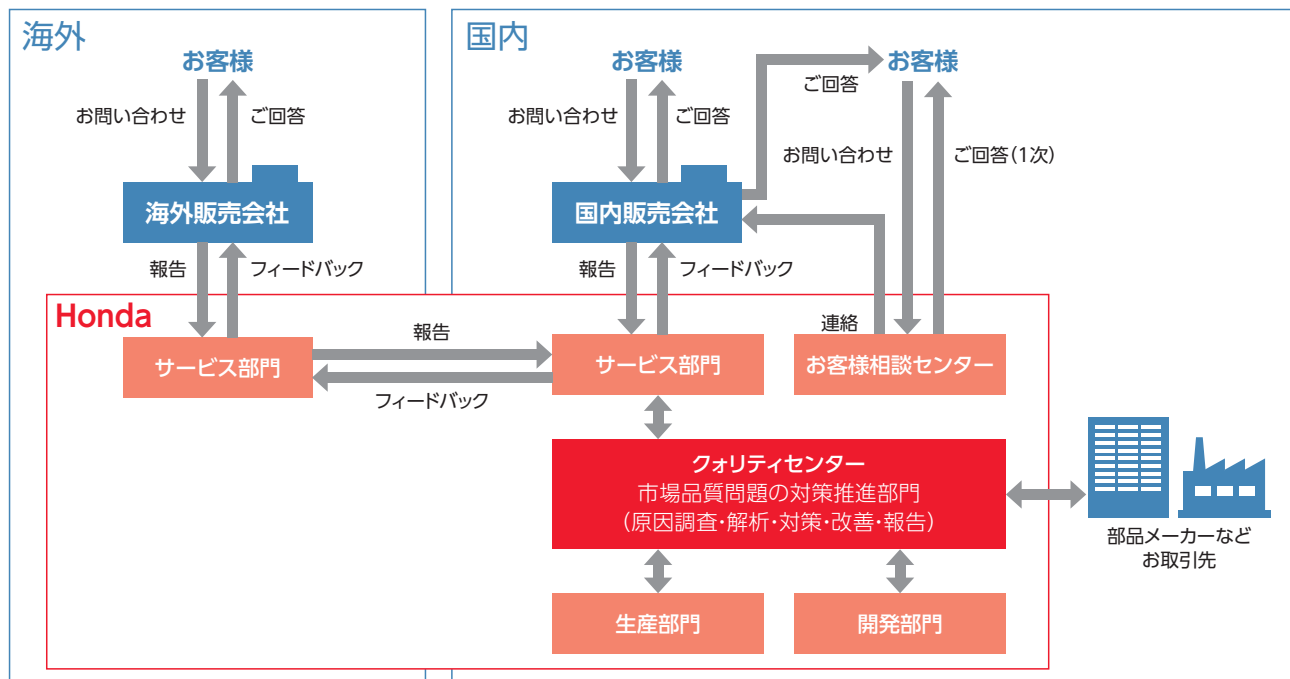 海外
国内
お客様
お客様
お客様
お問い合わせ
ご回答
お問い合わせ
ご回答
ご回答
お問い合わせ
ご回答(1次)
海外販売会社
国内販売会社
報告
フィードバック
報告
フィードバック
Honda
連絡
サービス部門
報告
フィードバック
サービス部門
お客様相談センター
クォリティセンター
市場品質問題の対策推進部門
(原因調査・解析・対策・改善・報告)
部品メーカーなど
お取引先
生産部門
開発部門